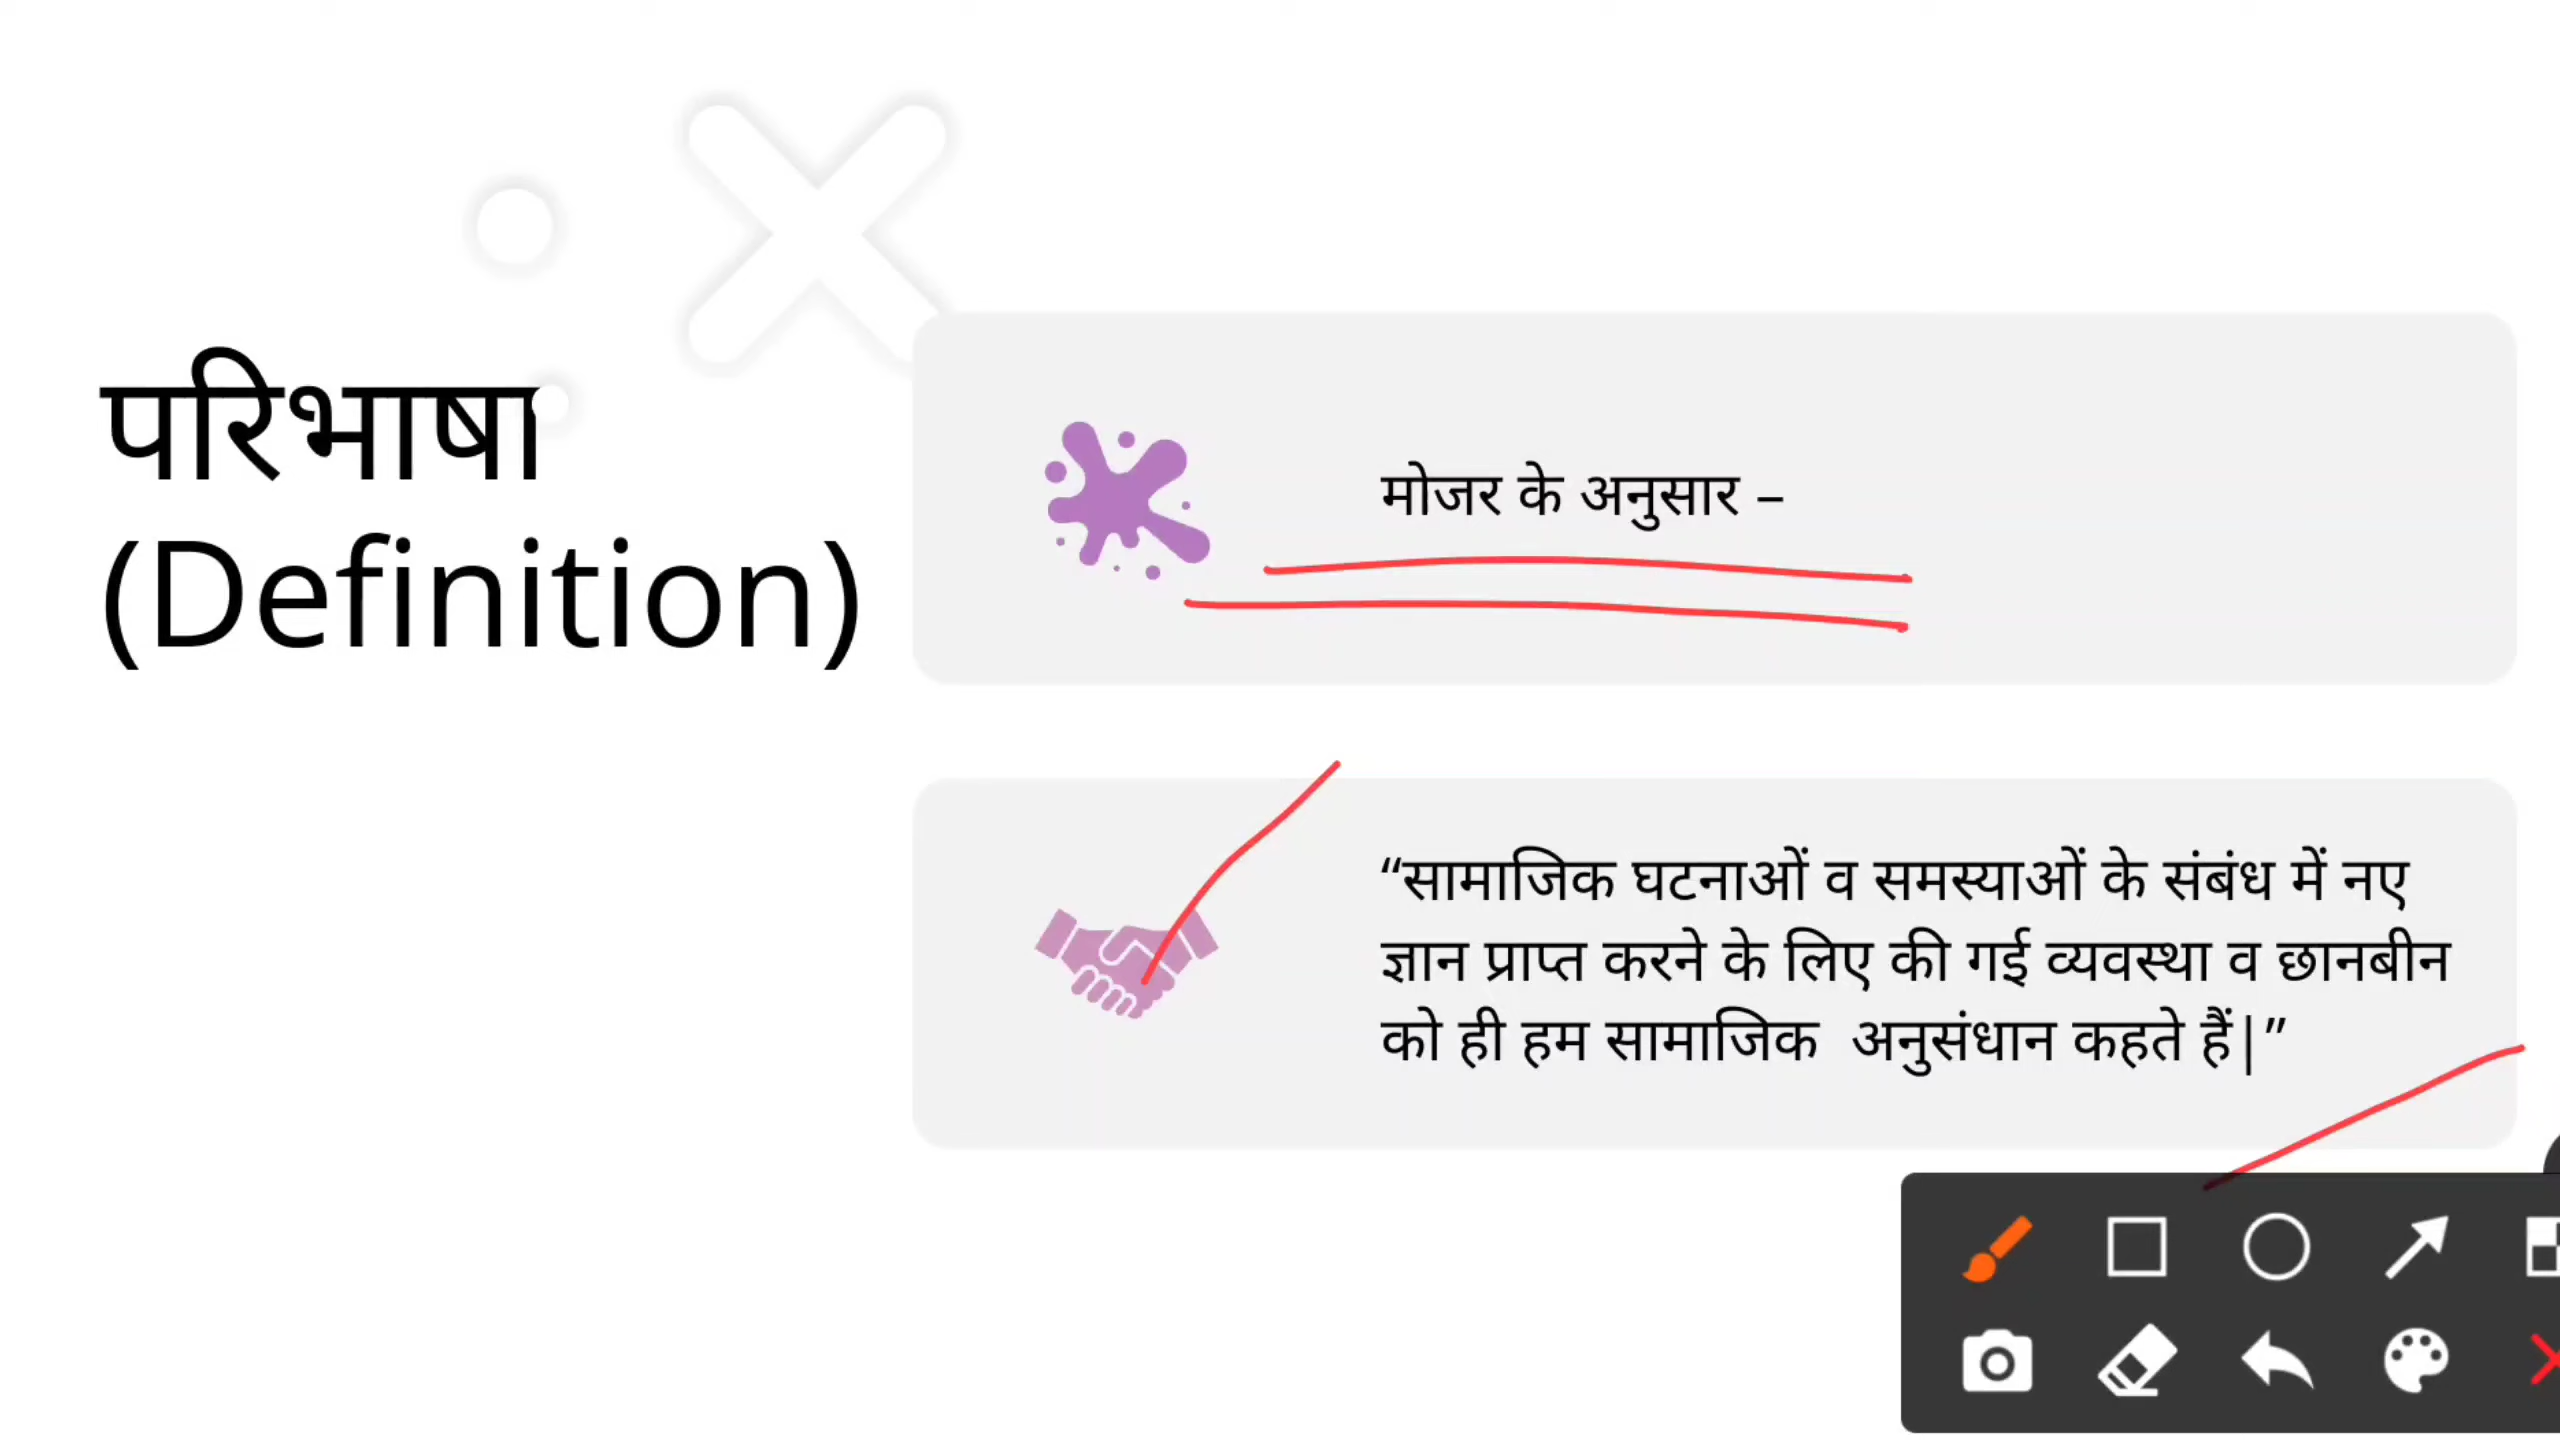 परिभाषा
(Definition)
मोजर के अनुसार –
“सामाजिक घटनाओं व समस्याओं के संबंध में नए
ज्ञान प्राप्त करने के लिए की गई व्यवस्था व छानबीन
को ही हम सामाजिक  अनुसंधान कहते हैं|”